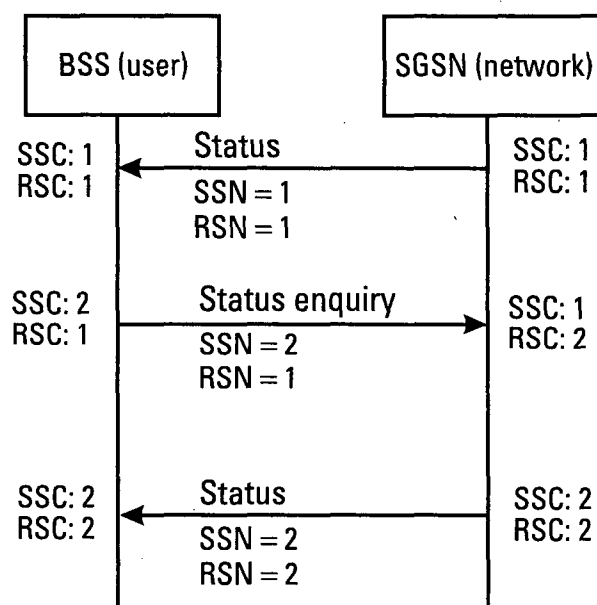 BSS (user)
SGSN (network)
SSC: 1
RSC: 1
Status
SSN = 1
RSN = 1
SSC: 1
RSC: 1
SSC: 2
RSC: 1
Status enquiry
SSN = 2
RSN = 1
SSC: 1
RSC: 2
SSC: 2
RSC: 2
Status
SSN = 2
RSN = 2
SSC: 2
RSC: 2